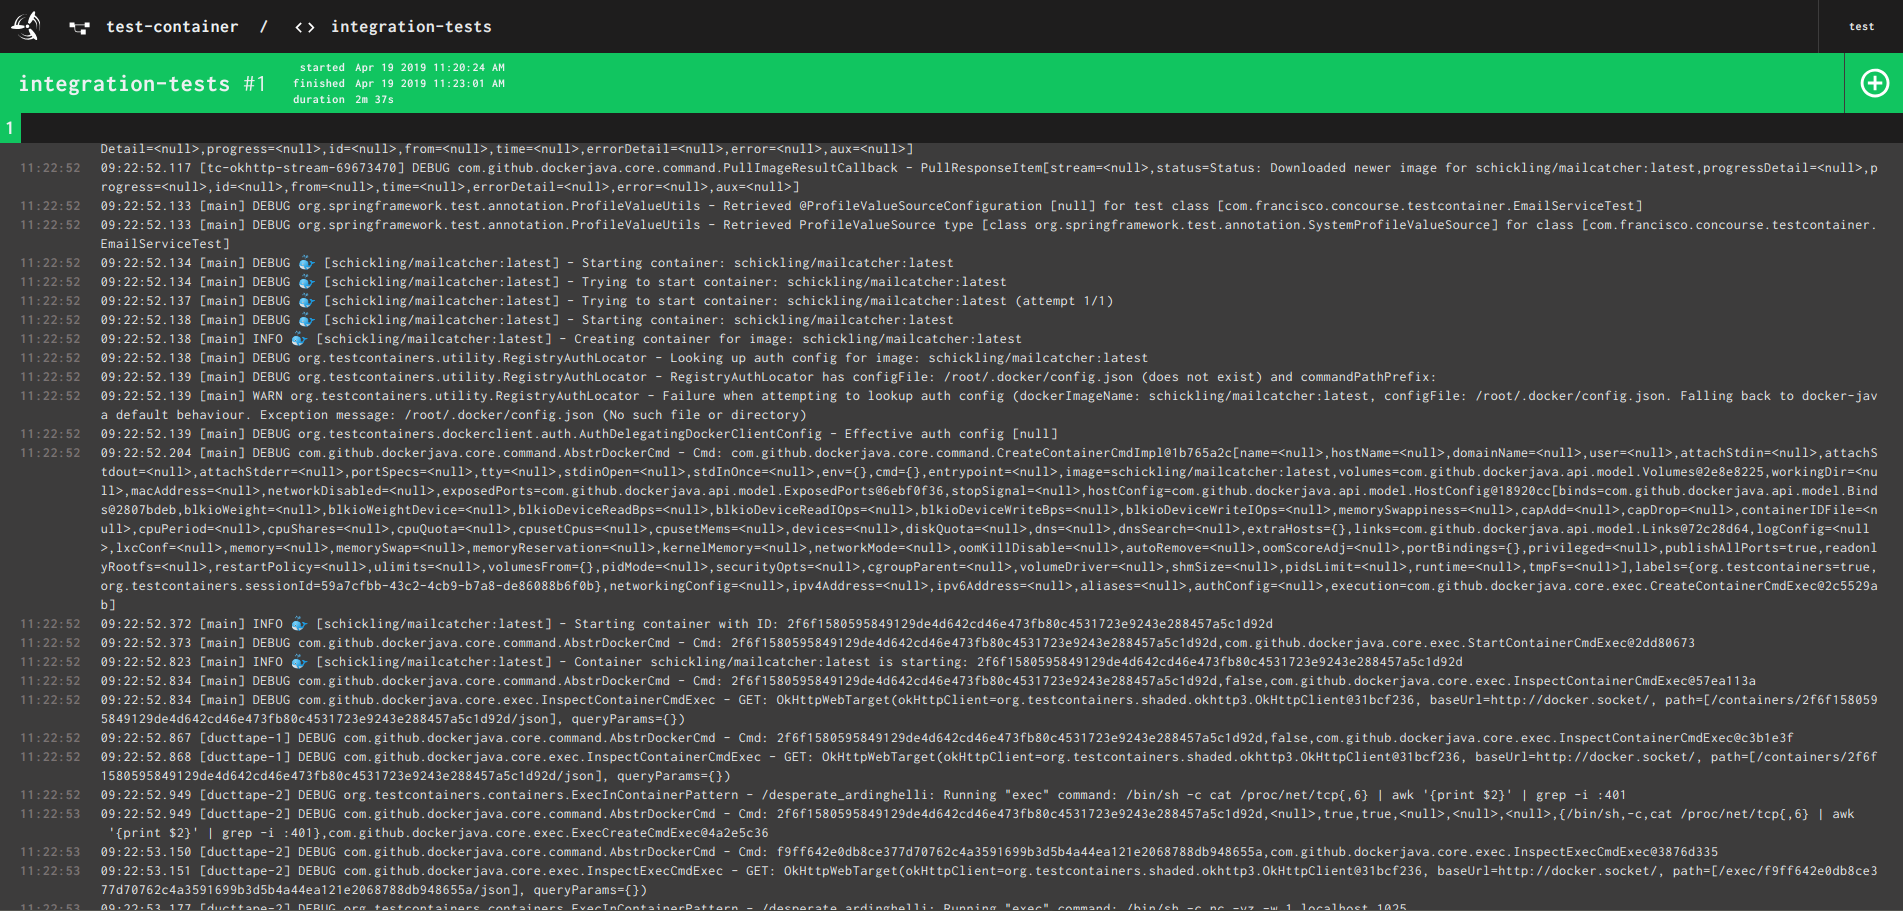 test-container / <> integration-tests test
integration-tests #1
started Apr 19 2019 11:20:24 AM
finished Apr 19 2019 11:23:01 AM
duration 2m 37s
1
Detail=<null>,progress=<null>,id=<null>,from=<null>,time=<null>,errorDetail=<null>,error=<null>,aux=<null>]
11:22:52 09:22:52.117 [tc-okhttp-stream-69673470] DEBUG com.github.dockerjava.core.command.PullImageResultCallback - PullResponseItem[stream=<null>,status=Status: Downloaded newer image for schickling/mailcatcher:latest,progressDetail=<null>,p
rogress=<null>,id=<null>,from=<null>,time=<null>,errorDetail=<null>,error=<null>,aux=<null>]
11:22:52 09:22:52.133 [main] DEBUG org.springframework.test.annotation.ProfileValueUtils - Retrieved @ProfileValueSourceConfiguration [null] for test class [com.francisco.concourse.testcontainer.EmailServiceTest]
11:22:52 09:22:52.133 [main] DEBUG org.springframework.test.annotation.ProfileValueUtils - Retrieved ProfileValueSource type [class org.springframework.test.annotation.SystemProfileValueSource] for class [com.francisco.concourse.testcontainer.
EmailServiceTest]
11:22:52 09:22:52.134 [main] DEBUG 🐳 [schickling/mailcatcher:latest] - Starting container: schickling/mailcatcher:latest
11:22:52 09:22:52.134 [main] DEBUG 🐳 [schickling/mailcatcher:latest] - Trying to start container: schickling/mailcatcher:latest
11:22:52 09:22:52.137 [main] DEBUG 🐳 [schickling/mailcatcher:latest] - Trying to start container: schickling/mailcatcher:latest (attempt 1/1)
11:22:52 09:22:52.138 [main] DEBUG 🐳 [schickling/mailcatcher:latest] - Starting container: schickling/mailcatcher:latest
11:22:52 09:22:52.138 [main] INFO 🐳 [schickling/mailcatcher:latest] - Creating container for image: schickling/mailcatcher:latest
11:22:52 09:22:52.138 [main] DEBUG org.testcontainers.utility.RegistryAuthLocator - Looking up auth config for image: schickling/mailcatcher:latest
11:22:52 09:22:52.139 [main] DEBUG org.testcontainers.utility.RegistryAuthLocator - RegistryAuthLocator has configFile: /root/.docker/config.json (does not exist) and commandPathPrefix:
11:22:52 09:22:52.139 [main] WARN org.testcontainers.utility.RegistryAuthLocator - Failure when attempting to lookup auth config (dockerImageName: schickling/mailcatcher:latest, configFile: /root/.docker/config.json. Falling back to docker-jav
a default behaviour. Exception message: /root/.docker/config.json (No such file or directory)
11:22:52 09:22:52.139 [main] DEBUG org.testcontainers.dockerclient.auth.AuthDelegatingDockerClientConfig - Effective auth config [null]
11:22:52 09:22:52.204 [main] DEBUG com.github.dockerjava.core.command.AbstrDockerCmd - Cmd: com.github.dockerjava.core.command.CreateContainerCmdImpl@1b765a2c[name=<null>,hostName=<null>,domainName=<null>,user=<null>,attachStdin=<null>,attachS
tdout=<null>,attachStderr=<null>,portSpecs=<null>,tty=<null>,stdinOpen=<null>,stdInOnce=<null>,env={},cmd={},entrypoint=<null>,image=schickling/mailcatcher:latest,volumes=com.github.dockerjava.api.model.Volumes@2e8e8225,workingDir=<nu
ll>,macAddress=<null>,networkDisabled=<null>,exposedPorts=com.github.dockerjava.api.model.ExposedPorts@6ebf0f36,stopSignal=<null>,hostConfig=com.github.dockerjava.api.model.HostConfig@18920cc[binds=com.github.dockerjava.api.model.Bind
s@2807bdeb,blkioWeight=<null>,blkioWeightDevice=<null>,blkioDeviceReadBps=<null>,blkioDeviceReadIOps=<null>,blkioDeviceWriteBps=<null>,blkioDeviceWriteIOps=<null>,memorySwappiness=<null>,capAdd=<null>,capDrop=<null>,containerIDFile=<n
ull>,cpuPeriod=<null>,cpuShares=<null>,cpuQuota=<null>,cpusetCpus=<null>,cpusetMems=<null>,devices=<null>,diskQuota=<null>,dns=<null>,dnsSearch=<null>,extraHosts={},links=com.github.dockerjava.api.model.Links@72c28d64,logConfig=<null
>,lxcConf=<null>,memory=<null>,memorySwap=<null>,memoryReservation=<null>,kernelMemory=<null>,networkMode=<null>,oomKillDisable=<null>,autoRemove=<null>,oomScoreAdj=<null>,portBindings={},privileged=<null>,publishAllPorts=true,readonl
yRootfs=<null>,restartPolicy=<null>,ulimits=<null>,volumesFrom={},pidMode=<null>,securityOpts=<null>,cgroupParent=<null>,volumeDriver=<null>,shmSize=<null>,pidsLimit=<null>,runtime=<null>,tmpFs=<null>],labels={org.testcontainers=true,
org.testcontainers.sessionId=59a7cfbb-43c2-4cb9-b7a8-de86088b6f0b},networkingConfig=<null>,ipv4Address=<null>,ipv6Address=<null>,aliases=<null>,authConfig=<null>,execution=com.github.dockerjava.core.exec.CreateContainerCmdExec@2c5529a
b]
11:22:52 09:22:52.372 [main] INFO 🐳 [schickling/mailcatcher:latest] - Starting container with ID: 2f6f1580595849129de4d642cd46e473fb80c4531723e9243e288457a5c1d92d
11:22:52 09:22:52.373 [main] DEBUG com.github.dockerjava.core.command.AbstrDockerCmd - Cmd: 2f6f1580595849129de4d642cd46e473fb80c4531723e9243e288457a5c1d92d,com.github.dockerjava.core.exec.StartContainerCmdExec@2dd80673
11:22:52 09:22:52.823 [main] INFO 🐳 [schickling/mailcatcher:latest] - Container schickling/mailcatcher:latest is starting: 2f6f1580595849129de4d642cd46e473fb80c4531723e9243e288457a5c1d92d
11:22:52 09:22:52.834 [main] DEBUG com.github.dockerjava.core.command.AbstrDockerCmd - Cmd: 2f6f1580595849129de4d642cd46e473fb80c4531723e9243e288457a5c1d92d,false,com.github.dockerjava.core.exec.InspectContainerCmdExec@57ea113a
11:22:52 09:22:52.834 [main] DEBUG com.github.dockerjava.core.exec.InspectContainerCmdExec - GET: OkHttpWebTarget(okHttpClient=org.testcontainers.shaded.okhttp3.OkHttpClient@31bcf236, baseUrl=http://docker.socket/, path=[/containers/2f6f158059
5849129de4d642cd46e473fb80c4531723e9243e288457a5c1d92d/json], queryParams={})
11:22:52 09:22:52.867 [ducttape-1] DEBUG com.github.dockerjava.core.command.AbstrDockerCmd - Cmd: 2f6f1580595849129de4d642cd46e473fb80c4531723e9243e288457a5c1d92d,false,com.github.dockerjava.core.exec.InspectContainerCmdExec@c3b1e3f
11:22:52 09:22:52.868 [ducttape-1] DEBUG com.github.dockerjava.core.exec.InspectContainerCmdExec - GET: OkHttpWebTarget(okHttpClient=org.testcontainers.shaded.okhttp3.OkHttpClient@31bcf236, baseUrl=http://docker.socket/, path=[/containers/2f6f
1580595849129de4d642cd46e473fb80c4531723e9243e288457a5c1d92d/json], queryParams={})
11:22:52 09:22:52.949 [ducttape-2] DEBUG org.testcontainers.containers.ExecInContainerPattern - /desperate_ardinghelli: Running "exec" command: /bin/sh -c cat /proc/net/tcp{,6} | awk '{print $2}' | grep -i :401
11:22:53 09:22:52.949 [ducttape-2] DEBUG com.github.dockerjava.core.command.AbstrDockerCmd - Cmd: 2f6f1580595849129de4d642cd46e473fb80c4531723e9243e288457a5c1d92d,<null>,true,true,<null>,<null>,<null>,{/bin/sh,-c,cat /proc/net/tcp{,6} | awk
'{print $2}' | grep -i :401},com.github.dockerjava.core.exec.ExecCreateCmdExec@4a2e5c36
11:22:53 09:22:53.150 [ducttape-2] DEBUG com.github.dockerjava.core.command.AbstrDockerCmd - Cmd: f9ff642e0db8ce377d70762c4a3591699b3d5b4a44ea121e2068788db948655a,com.github.dockerjava.core.exec.InspectExecCmdExec@3876d335
11:22:53 09:22:53.151 [ducttape-2] DEBUG com.github.dockerjava.core.exec.InspectExecCmdExec - GET: OkHttpWebTarget(okHttpClient=org.testcontainers.shaded.okhttp3.OkHttpClient@31bcf236, baseUrl=http://docker.socket/, path=[/exec/f9ff642e0db8ce3
77d70762c4a3591699b3d5b4a44ea121e2068788db948655a/json], queryParams={})
11:22:53 09:22:53.177 [ducttape-2] DEBUG org.testcontainers.containers.ExecInContainerPattern - /desperate_ardinghelli: Running "exec" command: /bin/sh -c nc -vz -w 1 localhost 1025